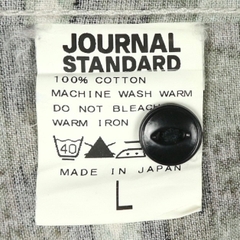 JOURNAL
STANDARD
100% COTTON
MACHINE WASH WARM
DO NOT BLEACH
WARM IRON
40
MADE IN JAPAN
L